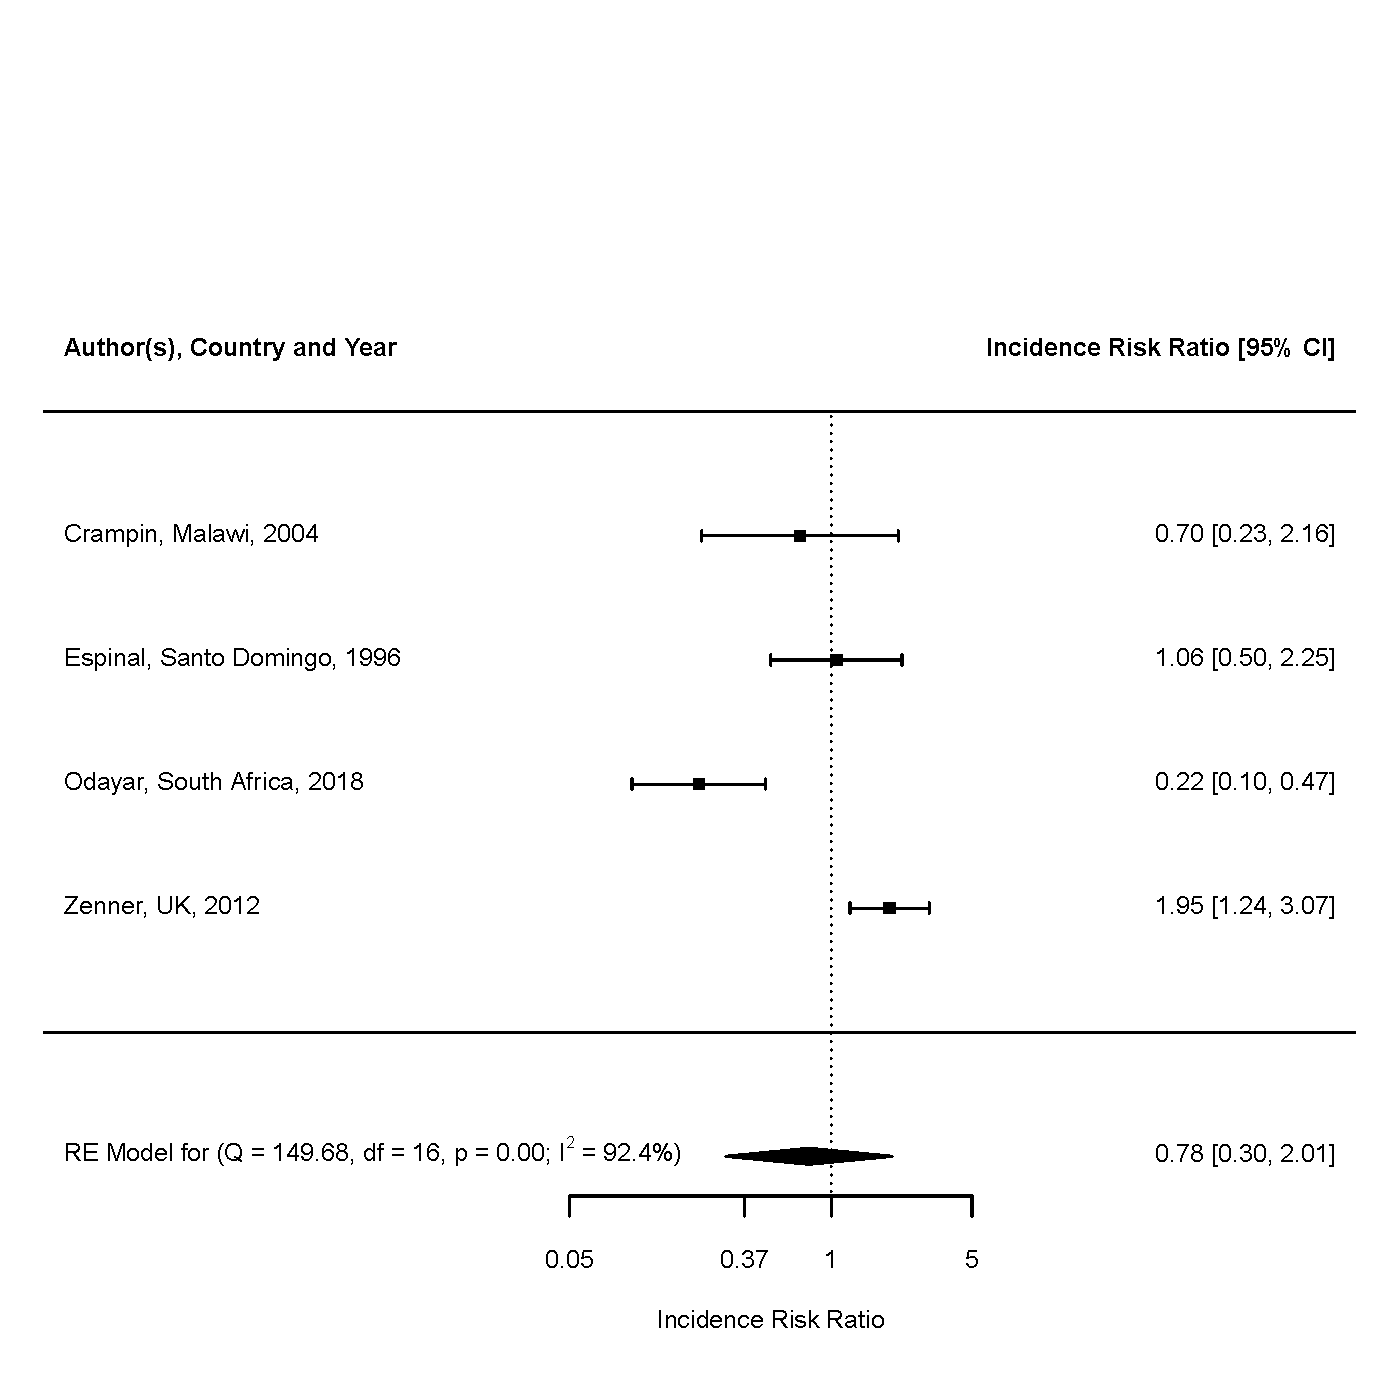 Author(s), Country and Year Incidence Risk Ratio [95% CI]
Crampin, Malawi, 2004 0.70 [0.23, 2.16]
Espinal, Santo Domingo, 1996 1.06 [0.50, 2.25]
Odayar, South Africa, 2018 0.22 [0.10, 0.47]
Zenner, UK, 2012 1.95 [1.24, 3.07]
RE Model for (Q = 149.68, df = 16, p = 0.00; I² = 92.4%) 0.78 [0.30, 2.01]
0.05 0.37 1 5
Incidence Risk Ratio